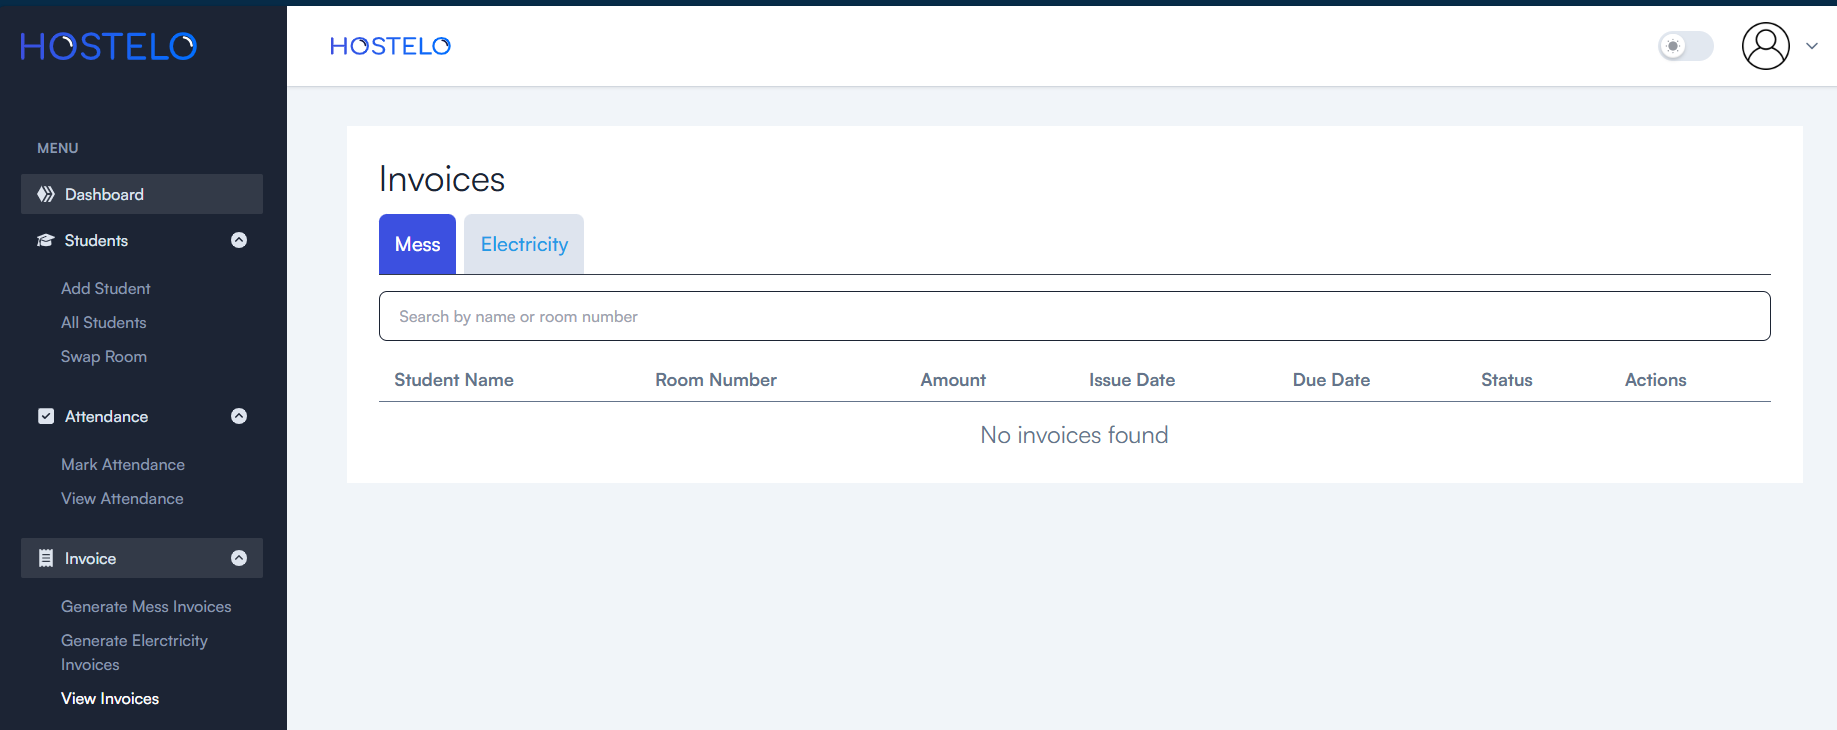 HOSTELO
HOSTELO
MENU
Dashboard
Students
Add Student
All Students
Swap Room
Attendance
Mark Attendance
View Attendance
Invoice
Generate Mess Invoices
Generate Elerctricity
Invoices
View Invoices
Invoices
Mess Electricity
Search by name or room number
Student Name Room Number Amount Issue Date Due Date Status Actions
No invoices found